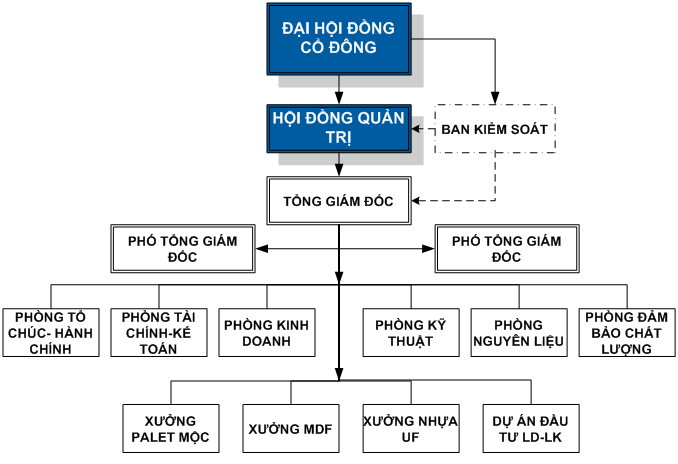 ĐẠI HỘI ĐỒNG
CỔ ĐÔNG
HỘI ĐỒNG QUẢN
TRỊ
BAN KIỂM SOÁT
TỔNG GIÁM ĐỐC
PHÓ TỔNG GIÁM
ĐỐC
PHÓ TỔNG GIÁM
ĐỐC
PHÒNG TỔ
CHÚC- HÀNH
CHÍNH
PHÒNG TÀI
CHÍNH-KẾ
TOÁN
PHÒNG KINH
DOANH
PHÒNG KỸ
THUẬT
PHÒNG
NGUYÊN LIỆU
PHÒNG ĐẢM
BẢO CHẤT
LƯỢNG
XƯỞNG
PALET MỘC
XƯỞNG MDF
XƯỞNG NHỰA
UF
DỰ ÁN ĐẦU
TƯ LD-LK